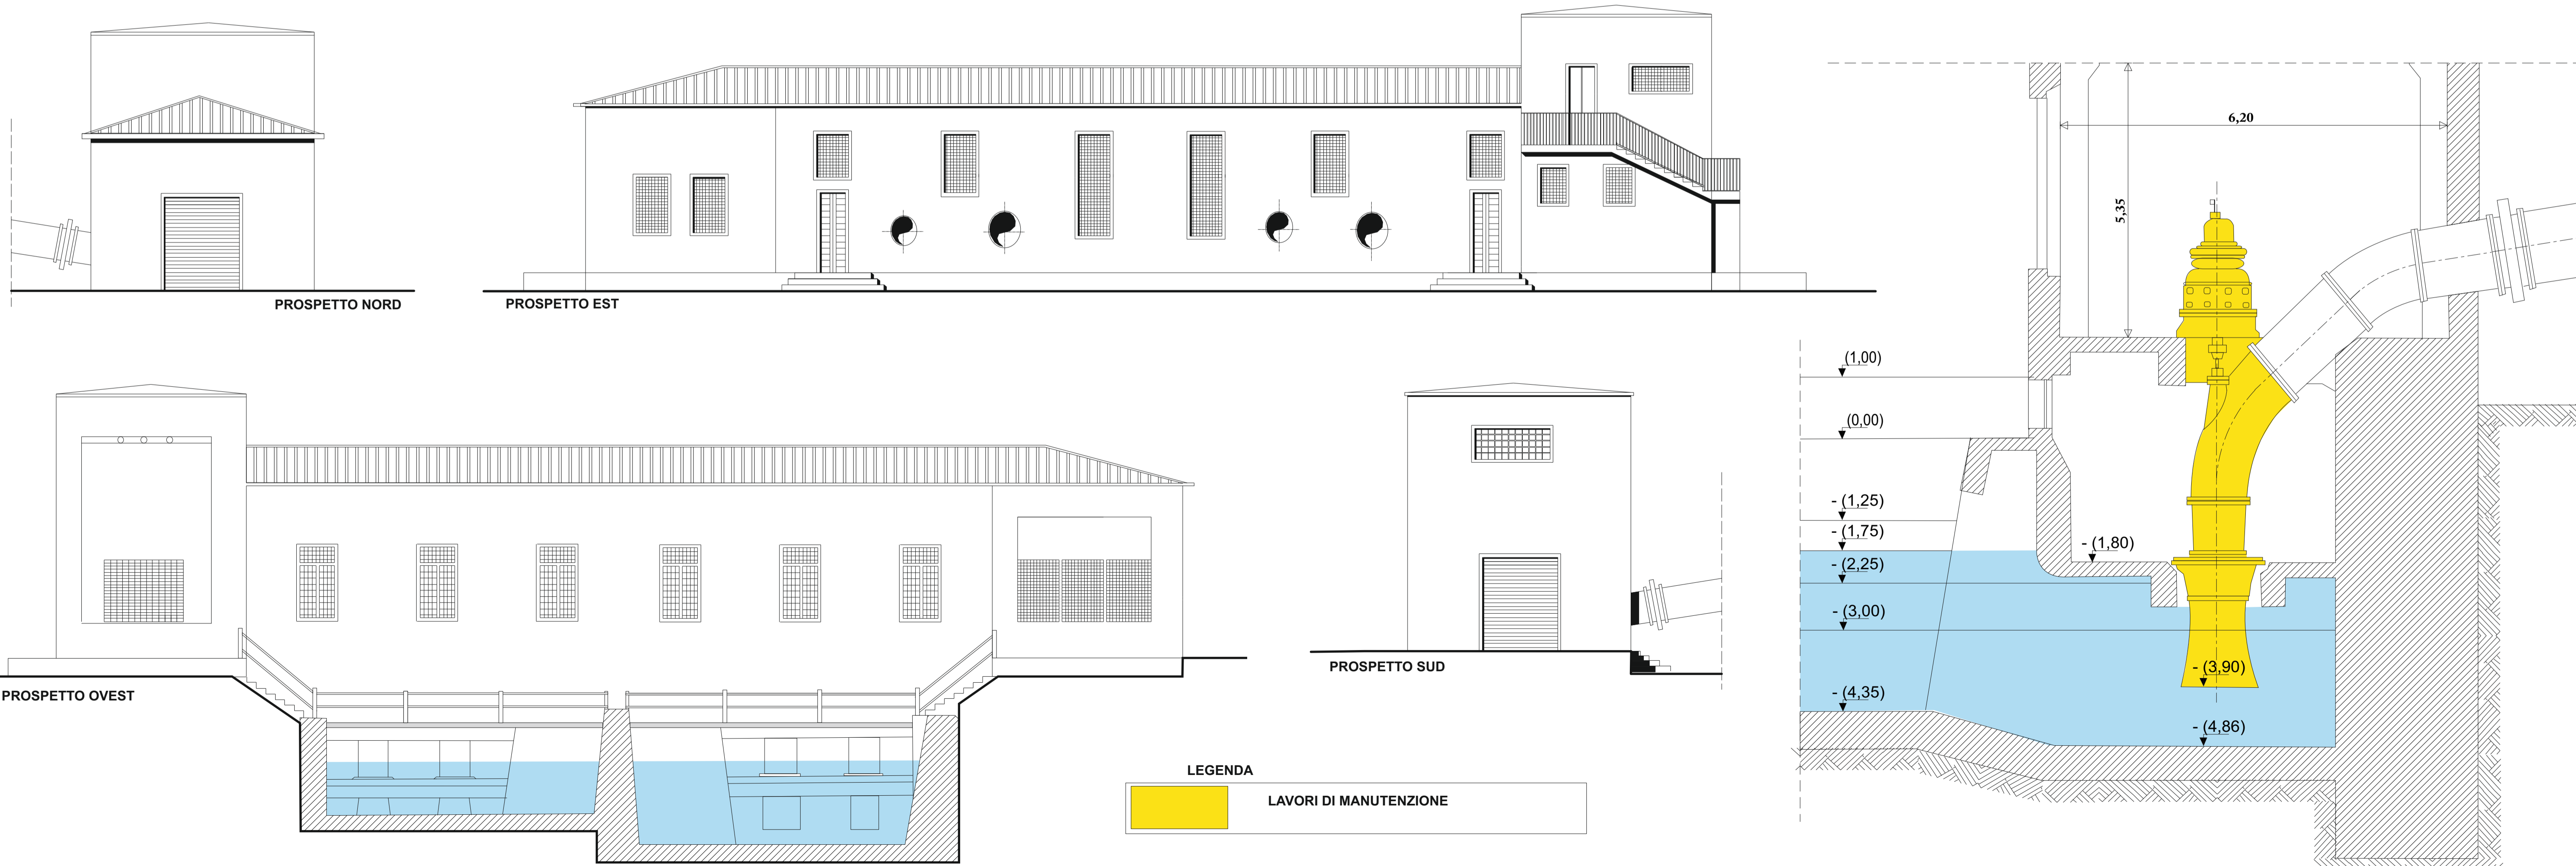 PROSPETTO NORD
PROSPETTO EST
6,20
5,35
(1,00)
(0,00)
- (1,25)
- (1,75)
- (1,80)
- (2,25)
- (3,00)
- (3,90)
- (4,35)
- (4,86)
PROSPETTO OVEST
PROSPETTO SUD
LEGENDA
LAVORI DI MANUTENZIONE